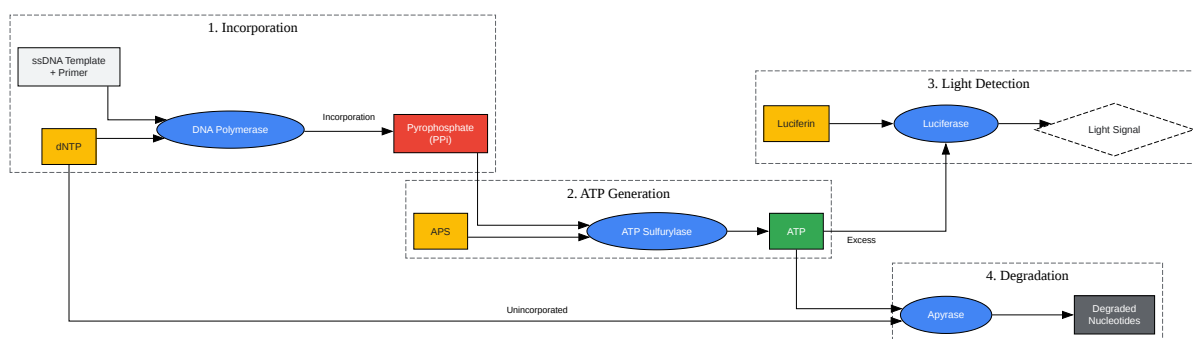 1. Incorporation
ssDNA Template
+ Primer
dNTP
DNA Polymerase
Incorporation
Pyrophosphate
(PPi)
2. ATP Generation
APS
ATP Sulfurylase
ATP
Excess
3. Light Detection
Luciferin
Luciferase
Light Signal
4. Degradation
Unincorporated
Apyrase
Degraded
Nucleotides